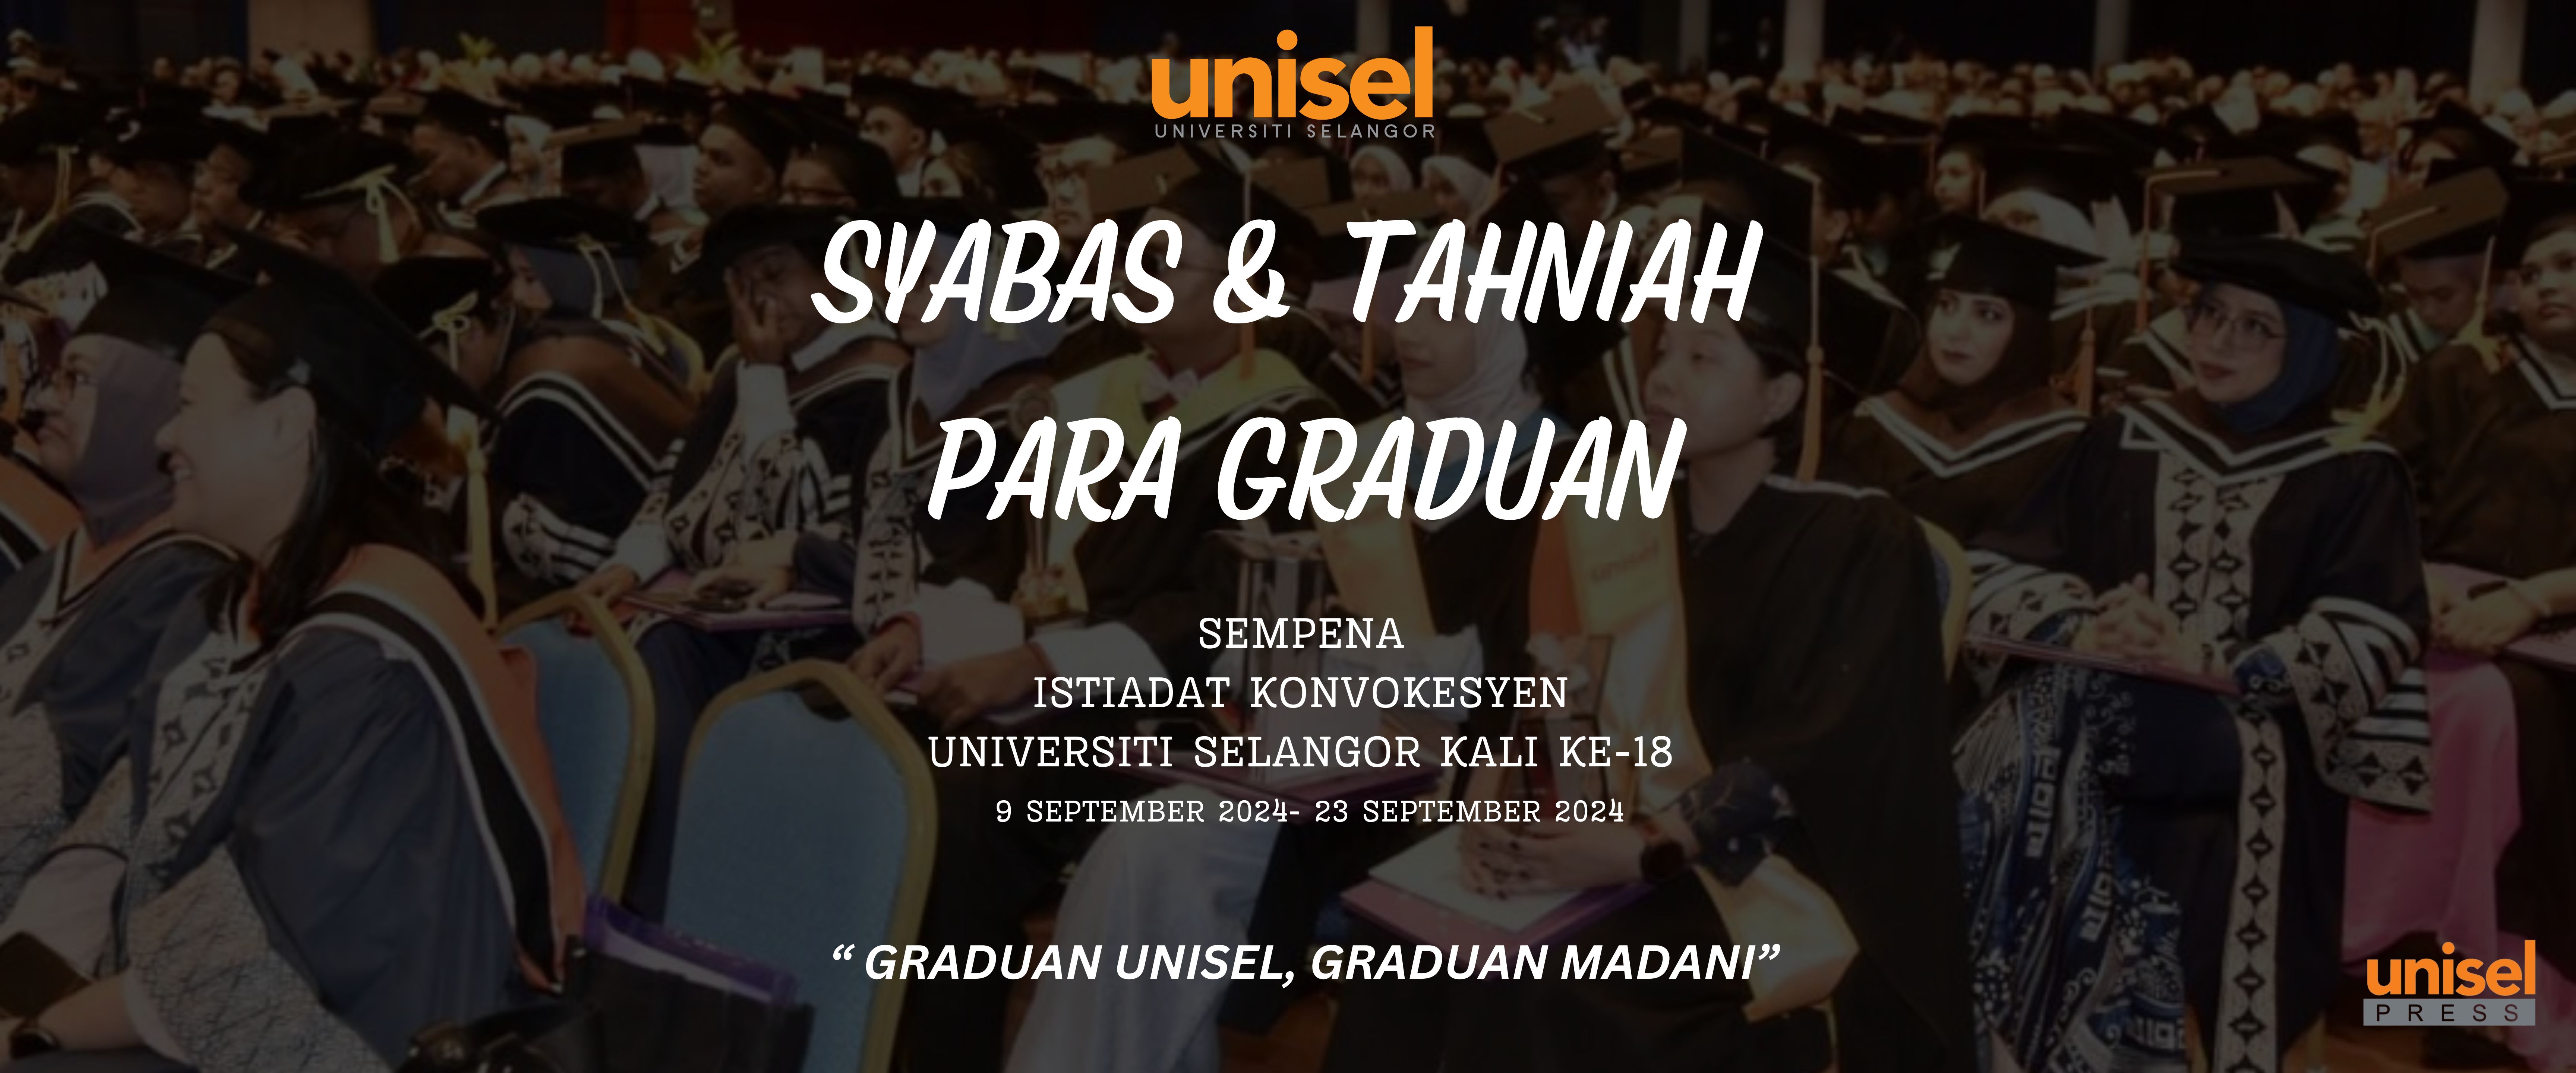 unisel
UNIVERSITI SELANGOR
SYABAS & TAHNIAH
PARA GRADUAN
SEMPENA
ISTIADAT KONVOKESYEN
UNIVERSITI SELANGOR KALI KE-18
9 SEPTEMBER 2024- 23 SEPTEMBER 2024
“ GRADUAN UNISEL, GRADUAN MADANI”
unisel
PRESS